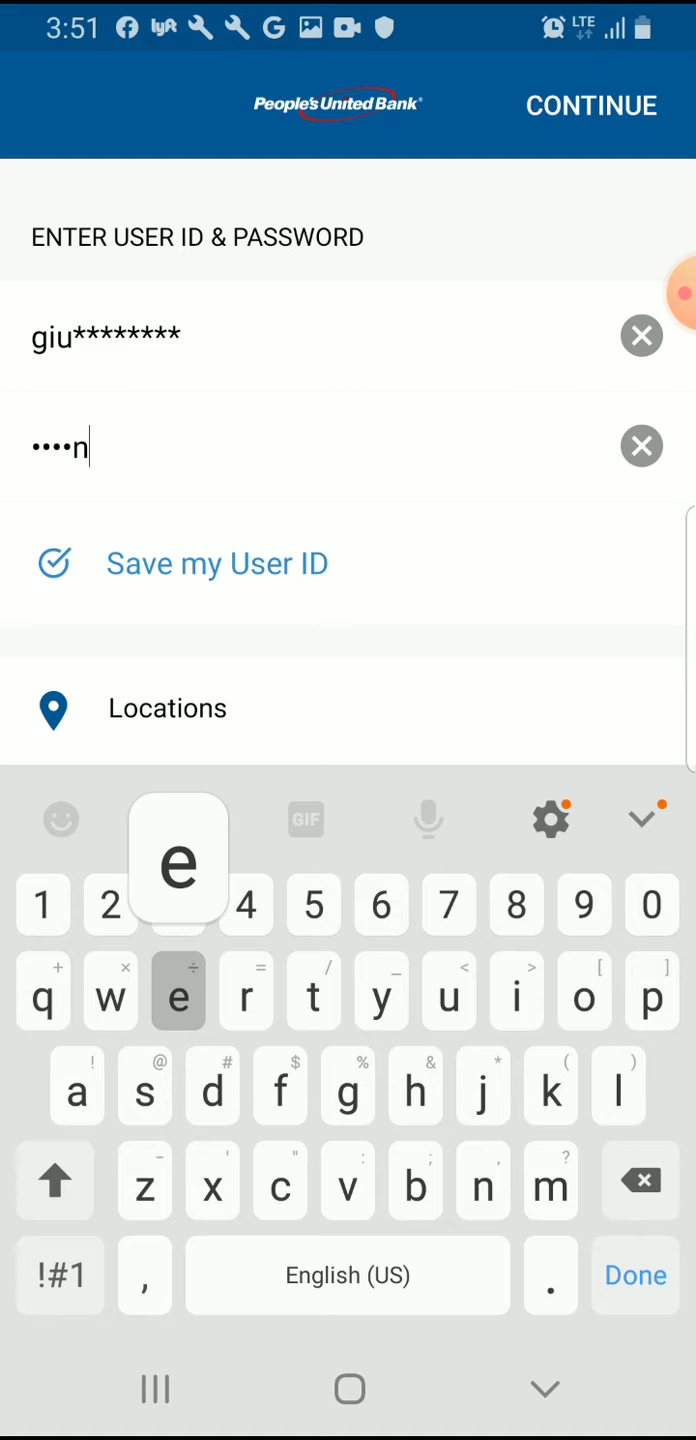 3:51 LTE
People's United Bank® CONTINUE
ENTER USER ID & PASSWORD
giu********
••••n
Save my User ID
Locations
GIF
e
1 2 4 5 6 7 8 9 0
+ × ÷ = / _ < > [ ]
q w e r t y u i o p
! @ # $ % & * ( )
a s d f g h j k l
- ' " : ; , ?
z x c v b n m
!#1 , English (US) . Done